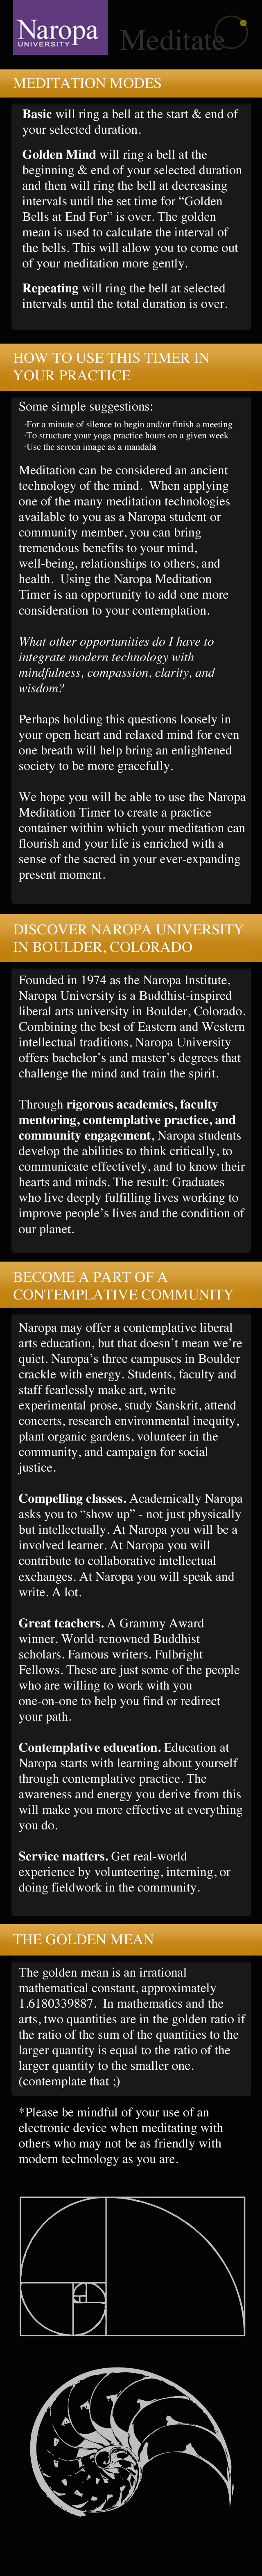 Naropa
UNIVERSITY
Meditate
MEDITATION MODES
Basic will ring a bell at the start & end of
your selected duration.
Golden Mind will ring a bell at the
beginning & end of your selected duration
and then will ring the bell at decreasing
intervals until the set time for “Golden
Bells at End For” is over. The golden
mean is used to calculate the interval of
the bells. This will allow you to come out
of your meditation more gently.
Repeating will ring the bell at selected
intervals until the total duration is over.
HOW TO USE THIS TIMER IN
YOUR PRACTICE
Some simple suggestions:
·For a minute of silence to begin and/or finish a meeting
·To structure your yoga practice hours on a given week
·Use the screen image as a mandala
Meditation can be considered an ancient
technology of the mind. When applying
one of the many meditation technologies
available to you as a Naropa student or
community member, you can bring
tremendous benefits to your mind,
well-being, relationships to others, and
health. Using the Naropa Meditation
Timer is an opportunity to add one more
consideration to your contemplation.
What other opportunities do I have to
integrate modern technology with
mindfulness, compassion, clarity, and
wisdom?
Perhaps holding this questions loosely in
your open heart and relaxed mind for even
one breath will help bring an enlightened
society to be more gracefully.
We hope you will be able to use the Naropa
Meditation Timer to create a practice
container within which your meditation can
flourish and your life is enriched with a
sense of the sacred in your ever-expanding
present moment.
DISCOVER NAROPA UNIVERSITY
IN BOULDER, COLORADO
Founded in 1974 as the Naropa Institute,
Naropa University is a Buddhist-inspired
liberal arts university in Boulder, Colorado.
Combining the best of Eastern and Western
intellectual traditions, Naropa University
offers bachelor’s and master’s degrees that
challenge the mind and train the spirit.
Through rigorous academics, faculty
mentoring, contemplative practice, and
community engagement, Naropa students
develop the abilities to think critically, to
communicate effectively, and to know their
hearts and minds. The result: Graduates
who live deeply fulfilling lives working to
improve people’s lives and the condition of
our planet.
BECOME A PART OF A
CONTEMPLATIVE COMMUNITY
Naropa may offer a contemplative liberal
arts education, but that doesn’t mean we’re
quiet. Naropa’s three campuses in Boulder
crackle with energy. Students, faculty and
staff fearlessly make art, write
experimental prose, study Sanskrit, attend
concerts, research environmental inequity,
plant organic gardens, volunteer in the
community, and campaign for social
justice.
Compelling classes. Academically Naropa
asks you to “show up” - not just physically
but intellectually. At Naropa you will be a
involved learner. At Naropa you will
contribute to collaborative intellectual
exchanges. At Naropa you will speak and
write. A lot.
Great teachers. A Grammy Award
winner. World-renowned Buddhist
scholars. Famous writers. Fulbright
Fellows. These are just some of the people
who are willing to work with you
one-on-one to help you find or redirect
your path.
Contemplative education. Education at
Naropa starts with learning about yourself
through contemplative practice. The
awareness and energy you derive from this
will make you more effective at everything
you do.
Service matters. Get real-world
experience by volunteering, interning, or
doing fieldwork in the community.
THE GOLDEN MEAN
The golden mean is an irrational
mathematical constant, approximately
1.6180339887. In mathematics and the
arts, two quantities are in the golden ratio if
the ratio of the sum of the quantities to the
larger quantity is equal to the ratio of the
larger quantity to the smaller one.
(contemplate that ;)
*Please be mindful of your use of an
electronic device when meditating with
others who may not be as friendly with
modern technology as you are.